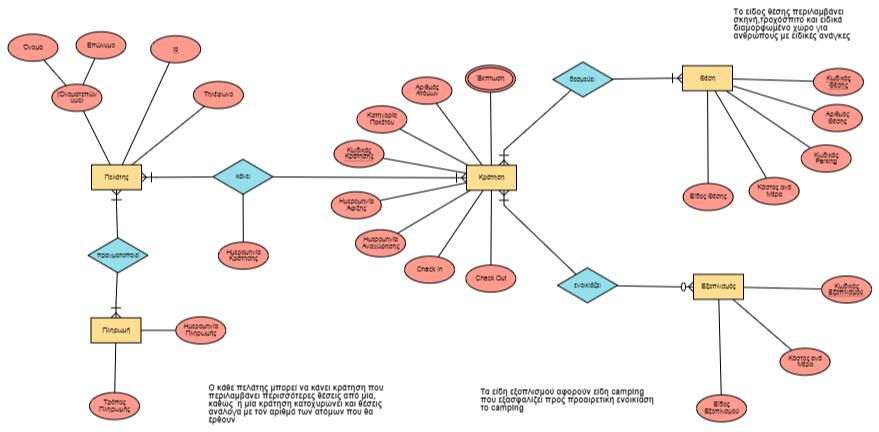 Το είδος θέσης περιλαμβάνει
σκηνή,τροχόσπιτο και ειδικά
διαμορφωμένο χώρο για
ανθρώπους με ειδικές ανάγκες
Όνομα
Επώνυμο
Id
(Ονοματεπών
υμο)
Τηλέφωνο
Πελάτης
κάνει
Ημερομηνία
Κράτησης
πραγματοποιεί
Πληρωμή
Ημερομηνία
Πληρωμής
Τρόπος
Πληρωμής
Έκπτωση
Αριθμός
Ατόμων
Κατηγορία
Πακέτου
Κωδικός
Κράτησης
Κράτηση
Ημερομηνία
Άφιξης
Ημερομηνία
Αναχώρησης
Check In
Check Out
δεσμεύει
Θέση
Κωδικός
Θέσης
Αριθμός
Θέσης
Κωδικός
Parking
Κόστος ανά
Μέρα
Είδος Θέσης
ενοικιάζει
Εξοπλισμός
Κωδικός
Εξοπλισμού
Κόστος ανά
Μέρα
Είδος
Εξοπλισμού
Ο κάθε πελάτης μπορεί να κάνει κράτηση που
περιλαμβάνει περισσότερες θέσεις από μία,
καθώς η μία κράτηση κατοχυρώνει και θέσεις
ανάλογα με τον αριθμό των ατόμων που θα
έρθουν
Τα είδη εξοπλισμού αφορούν είδη camping
που εξασφαλίζει προς προαιρετική ενοικίαση
το camping